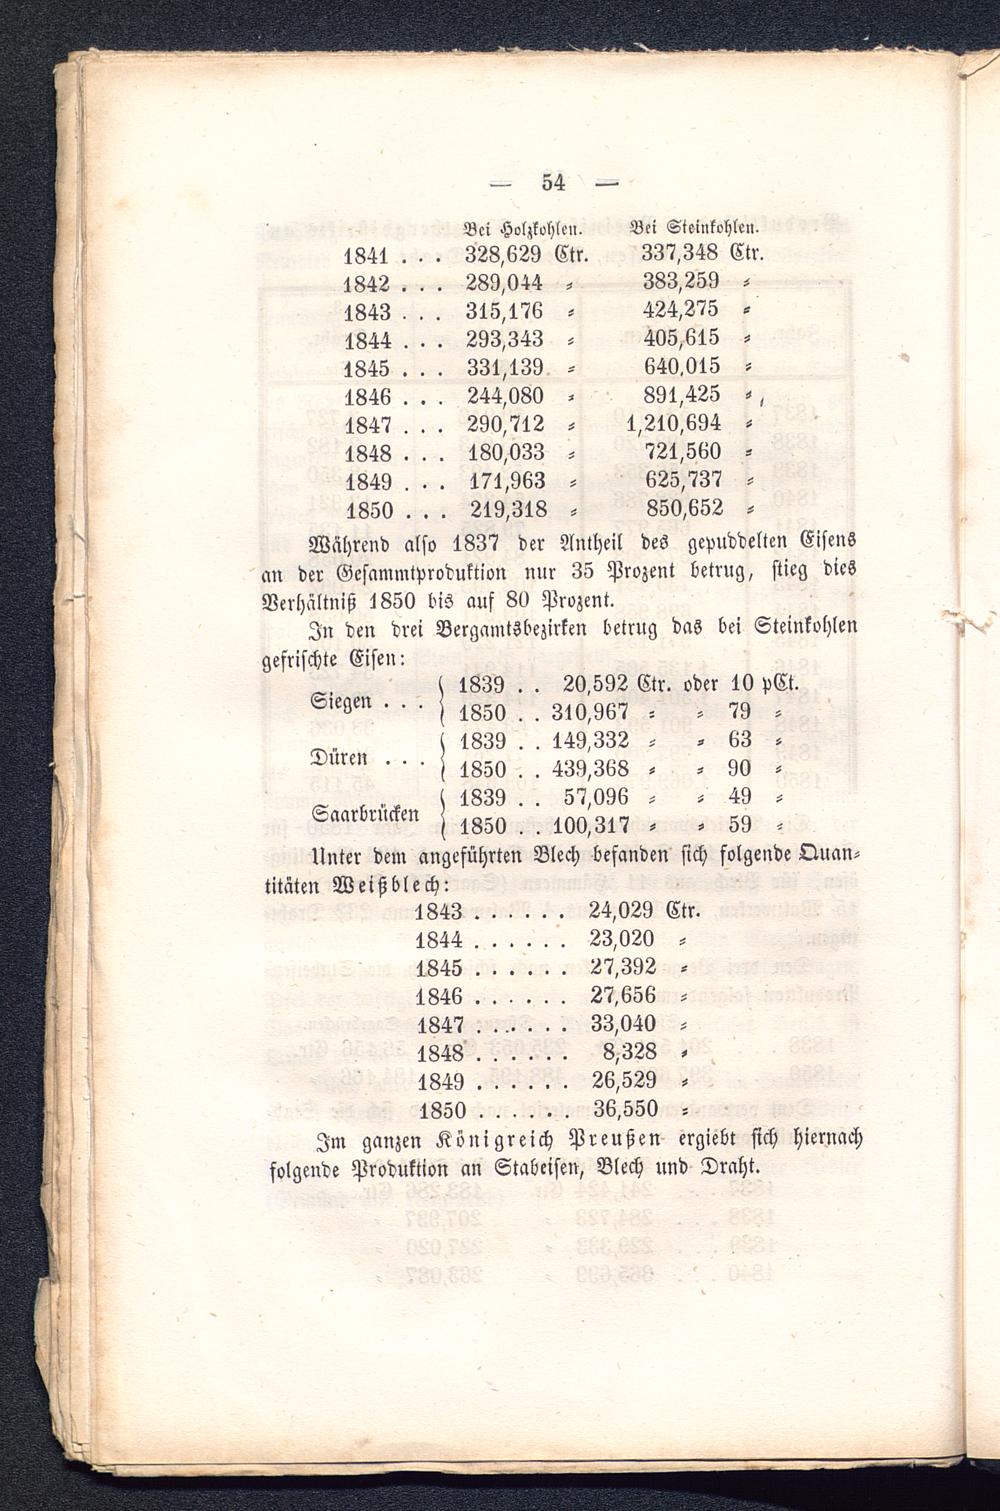 — 54 —
Bei Holzkohlen. Bei Steinkohlen.
1841 . . . 328,629 Ctr. 337,348 Ctr.
1842 . . . 289,044 ⸗ 383,259 ⸗
1843 . . . 315,176 ⸗ 424,275 ⸗
1844 . . . 293,343 ⸗ 405,615 ⸗
1845 . . . 331,139 ⸗ 640,015 ⸗
1846 . . . 244,080 ⸗ 891,425 ⸗
1847 . . . 290,712 ⸗ 1,210,694 ⸗
1848 . . . 180,033 ⸗ 721,560 ⸗
1849 . . . 171,963 ⸗ 625,737 ⸗
1850 . . . 219,318 ⸗ 850,652 ⸗
Während also 1837 der Antheil des gepuddelten Eisens
an der Gesammtproduktion nur 35 Prozent betrug, stieg dies
Verhältniß 1850 bis auf 80 Prozent.
In den drei Bergamtsbezirken betrug das bei Steinkohlen
gefrischte Eisen:
Siegen . . . { 1839 . . 20,592 Ctr. oder 10 pCt.
1850 . . 310,967 ⸗ ⸗ 79 ⸗
Düren . . . { 1839 . . 149,332 ⸗ ⸗ 63 ⸗
1850 . . 439,368 ⸗ ⸗ 90 ⸗
Saarbrücken { 1839 . . 57,096 ⸗ ⸗ 49 ⸗
1850 . . 100,317 ⸗ ⸗ 59 ⸗
Unter dem angeführten Blech befanden sich folgende Quan⸗
titäten Weißblech:
1843 . . . . . . 24,029 Ctr.
1844 . . . . . . 23,020 ⸗
1845 . . . . . . 27,392 ⸗
1846 . . . . . . 27,656 ⸗
1847 . . . . . . 33,040 ⸗
1848 . . . . . . 8,328 ⸗
1849 . . . . . . 26,529 ⸗
1850 . . . . . . 36,550 ⸗
Im ganzen Königreich Preußen ergiebt sich hiernach
folgende Produktion an Stabeisen, Blech und Draht.